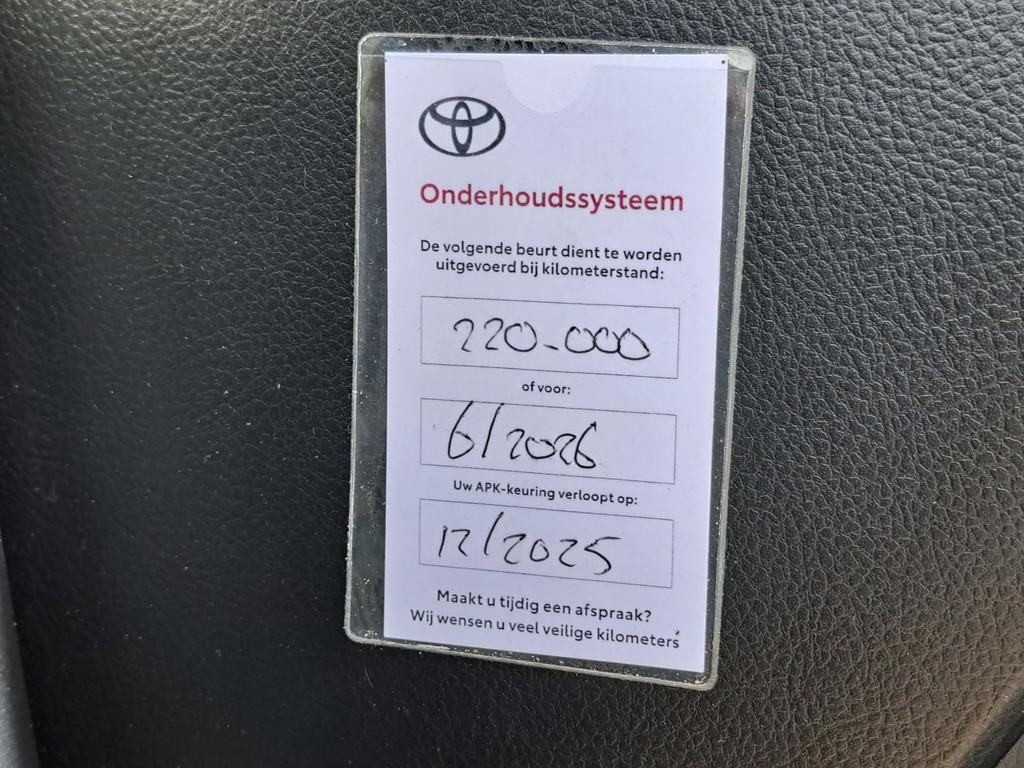 Onderhoudssysteem
De volgende beurt dient te worden
uitgevoerd bij kilometerstand:
220-000
of voor:
6/2026
Uw APK-keuring verloopt op:
12/2025
Maakt u tijdig een afspraak?
Wij wensen u veel veilige kilometers